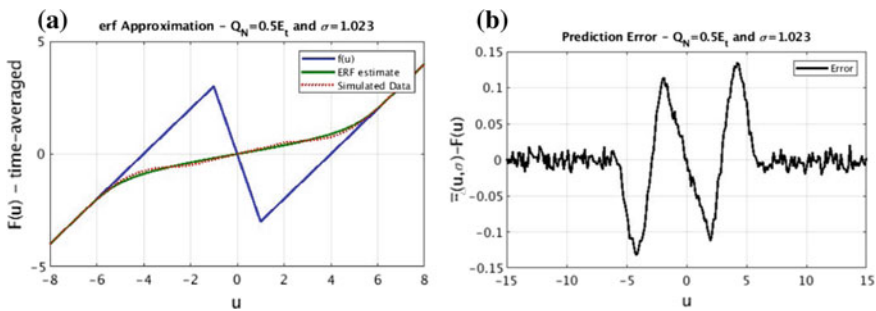 (a)
erf Approximation – Q_N=0.5E_t and σ=1.023
5
0
-5
F(u) - time-averaged
f(u)
ERF estimate
Simulated Data
-8 -6 -4 -2 0 2 4 6 8
u
(b)
Prediction Error – Q_N=0.5E_t and σ=1.023
0.15
0.1
0.05
0
-0.05
-0.1
-0.15
(u,σ)-F(u)
Error
-15 -10 -5 0 5 10 15
u